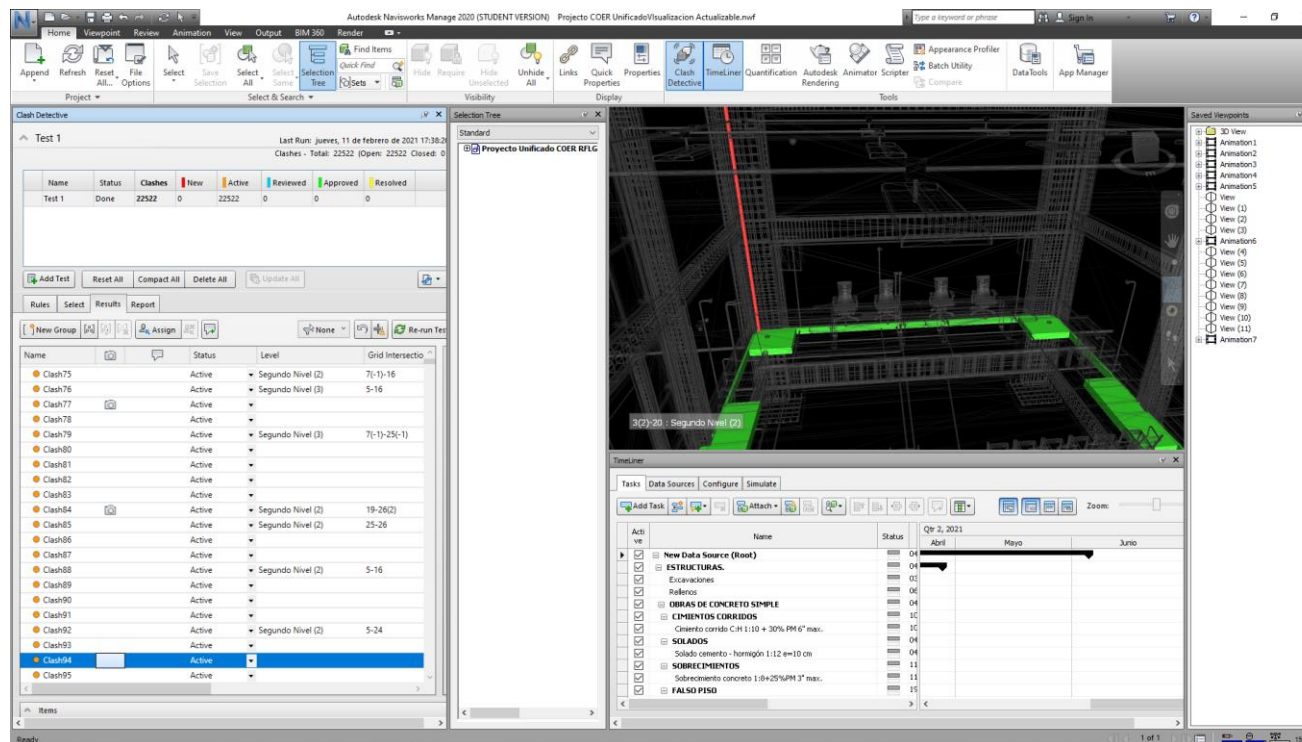 Autodesk Navisworks Manage 2020 (STUDENT VERSION) Projecto COER UnificadoVIsualizacion Actualizable.nwf
Type a keyword or phrase
Sign In
Home Viewpoint Review Animation View Output BIM 360 Render
Append Refresh Reset All... File Options
Project
Select Save Selection Select All Select Same Selection Tree
Find Items
Quick Find
Sets
Select & Search
Hide Require Hide Unselected Unhide All
Visibility
Links Quick Properties Properties
Display
Clash Detective TimeLiner Quantification Autodesk Rendering Animator Scripter
Appearance Profiler
Batch Utility
Compare
Tools
DataTools App Manager
Clash Detective
Test 1
Last Run: jueves, 11 de febrero de 2021 17:38:2
Clashes - Total: 22522 (Open: 22522 Closed: 0
Name Status Clashes New Active Reviewed Approved Resolved
Test 1 Done 22522 0 22522 0 0 0
Add Test Reset All Compact All Delete All Update All
Rules Select Results Report
New Group Assign None Re-run Tes
Name Status Level Grid Intersectio
Clash75 Active Segundo Nivel (2) 7(-1)-16
Clash76 Active Segundo Nivel (3) 5-16
Clash77 Active
Clash78 Active
Clash79 Active Segundo Nivel (3) 7(-1)-25(-1)
Clash80 Active
Clash81 Active
Clash82 Active
Clash83 Active
Clash84 Active Segundo Nivel (2) 19-26(2)
Clash85 Active Segundo Nivel (2) 25-26
Clash86 Active
Clash87 Active
Clash88 Active Segundo Nivel (2) 5-16
Clash89 Active
Clash90 Active
Clash91 Active
Clash92 Active Segundo Nivel (2) 5-24
Clash93 Active
Clash94 Active
Clash95 Active
Items
Ready
Selection Tree
Standard
Proyecto Unificado COER RFLG
3(2)-20 : Segundo Nivel (2)
TimeLiner
Tasks Data Sources Configure Simulate
Add Task Attach Zoom:
Active Name Status Qtr 2, 2021
Abril Mayo Junio
New Data Source (Root) 04
ESTRUCTURAS. 04
Excavaciones 03
Rellenos 06
OBRAS DE CONCRETO SIMPLE 04
CIMIENTOS CORRIDOS 10
Cimiento corrido C:H 1:10 + 30% PM 6" max. 10
SOLADOS 04
Solado cemento - hormigón 1:12 e=10 cm 04
SOBRECIMIENTOS 11
Sobrecimiento concreto 1:8+25%PM 3" max. 11
FALSO PISO 15
Saved Viewpoints
3D View
Animation1
Animation2
Animation3
Animation4
Animation5
View
View (1)
View (2)
View (3)
Animation6
View (4)
View (5)
View (6)
View (7)
View (8)
View (9)
View (10)
View (11)
Animation7
1 of 1